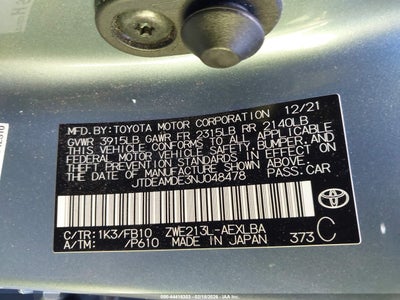 MFD. BY: TOYOTA MOTOR CORPORATION 12/21
GVWR 3915LB GAWR FR 2315LB RR 2140LB
THIS VEHICLE CONFORMS TO ALL APPLICABLE
FEDERAL MOTOR VEHICLE SAFETY, BUMPER, AND
THEFT PREVENTION STANDARDS IN EFFECT ON
THE DATE OF MANUFACTURE SHOWN ABOVE.
JTDEAMDE3NJ048478 PASS.CAR
C/TR: 1K3/FB10 ZWE213L-AEXLBA
A/TM: /P610 MADE IN JAPAN 373 C
TOYOTA